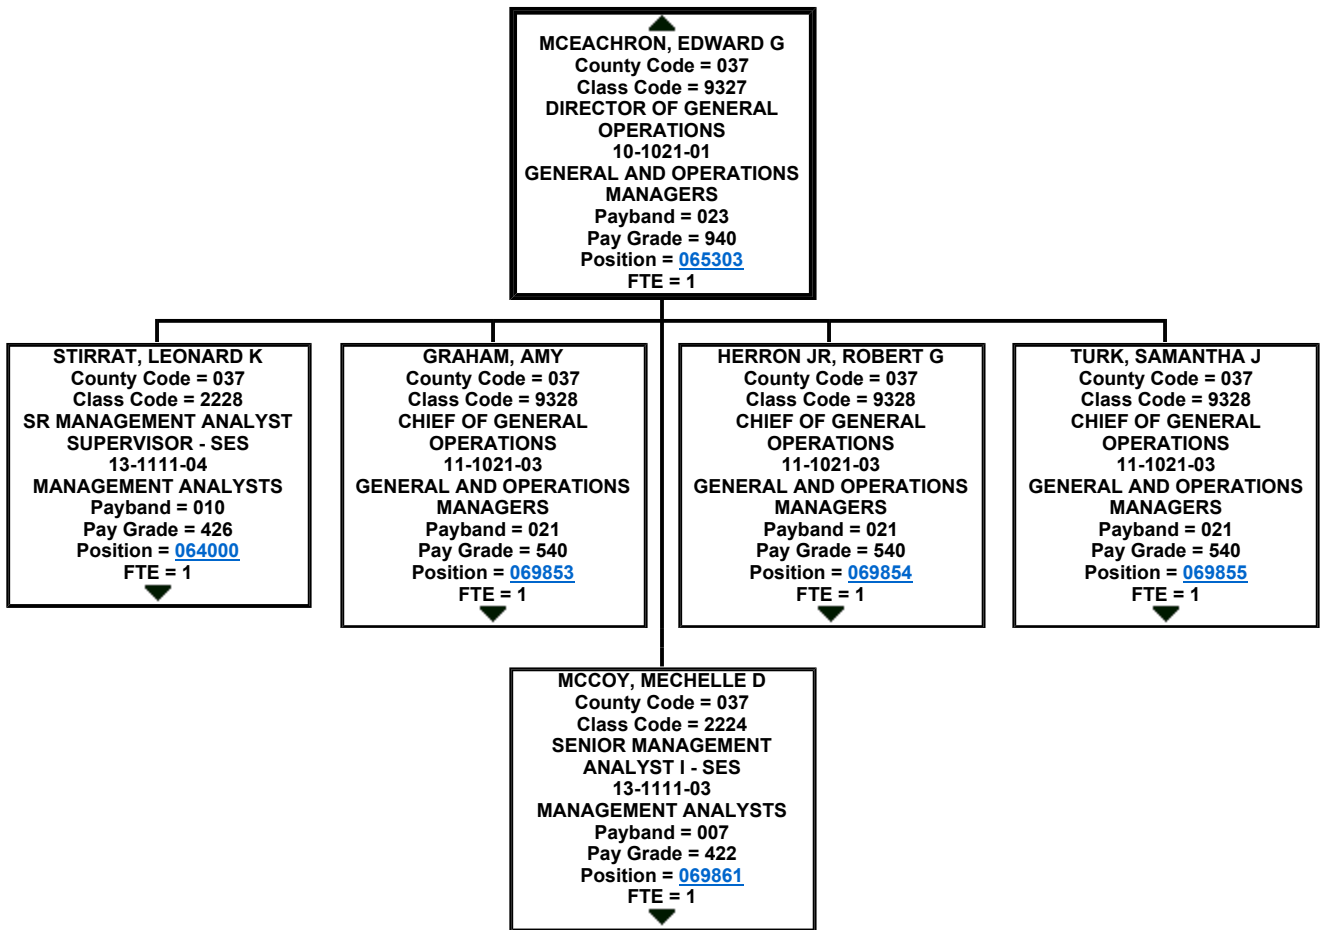 MCEACHRON, EDWARD G
County Code = 037
Class Code = 9327
DIRECTOR OF GENERAL
OPERATIONS
10-1021-01
GENERAL AND OPERATIONS
MANAGERS
Payband = 023
Pay Grade = 940
Position = 065303
FTE = 1
STIRRAT, LEONARD K
County Code = 037
Class Code = 2228
SR MANAGEMENT ANALYST
SUPERVISOR - SES
13-1111-04
MANAGEMENT ANALYSTS
Payband = 010
Pay Grade = 426
Position = 064000
FTE = 1
GRAHAM, AMY
County Code = 037
Class Code = 9328
CHIEF OF GENERAL
OPERATIONS
11-1021-03
GENERAL AND OPERATIONS
MANAGERS
Payband = 021
Pay Grade = 540
Position = 069853
FTE = 1
HERRON JR, ROBERT G
County Code = 037
Class Code = 9328
CHIEF OF GENERAL
OPERATIONS
11-1021-03
GENERAL AND OPERATIONS
MANAGERS
Payband = 021
Pay Grade = 540
Position = 069854
FTE = 1
TURK, SAMANTHA J
County Code = 037
Class Code = 9328
CHIEF OF GENERAL
OPERATIONS
11-1021-03
GENERAL AND OPERATIONS
MANAGERS
Payband = 021
Pay Grade = 540
Position = 069855
FTE = 1
MCCOY, MECHELLE D
County Code = 037
Class Code = 2224
SENIOR MANAGEMENT
ANALYST I - SES
13-1111-03
MANAGEMENT ANALYSTS
Payband = 007
Pay Grade = 422
Position = 069861
FTE = 1